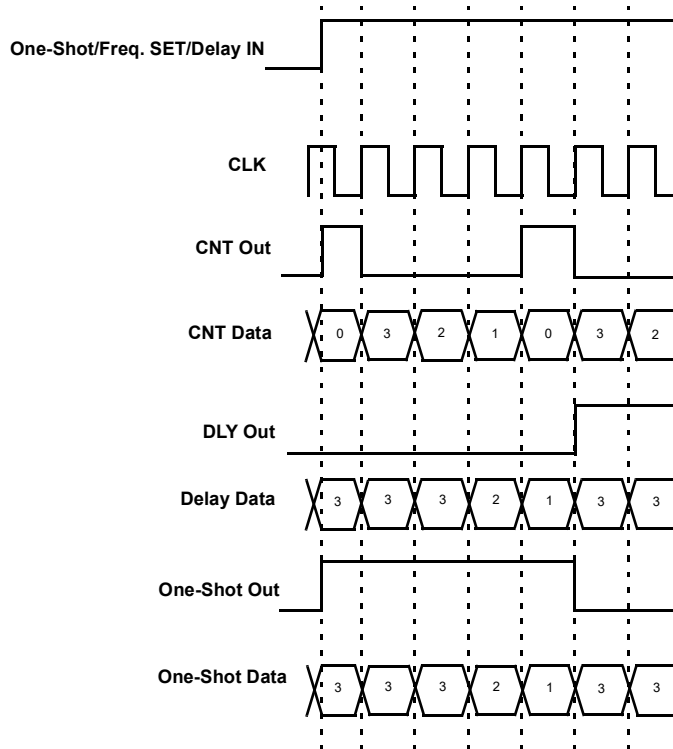 One-Shot/Freq. SET/Delay IN
CLK
CNT Out
CNT Data 0 3 2 1 0 3 2
DLY Out
Delay Data 3 3 3 2 1 3 3
One-Shot Out
One-Shot Data 3 3 3 2 1 3 3